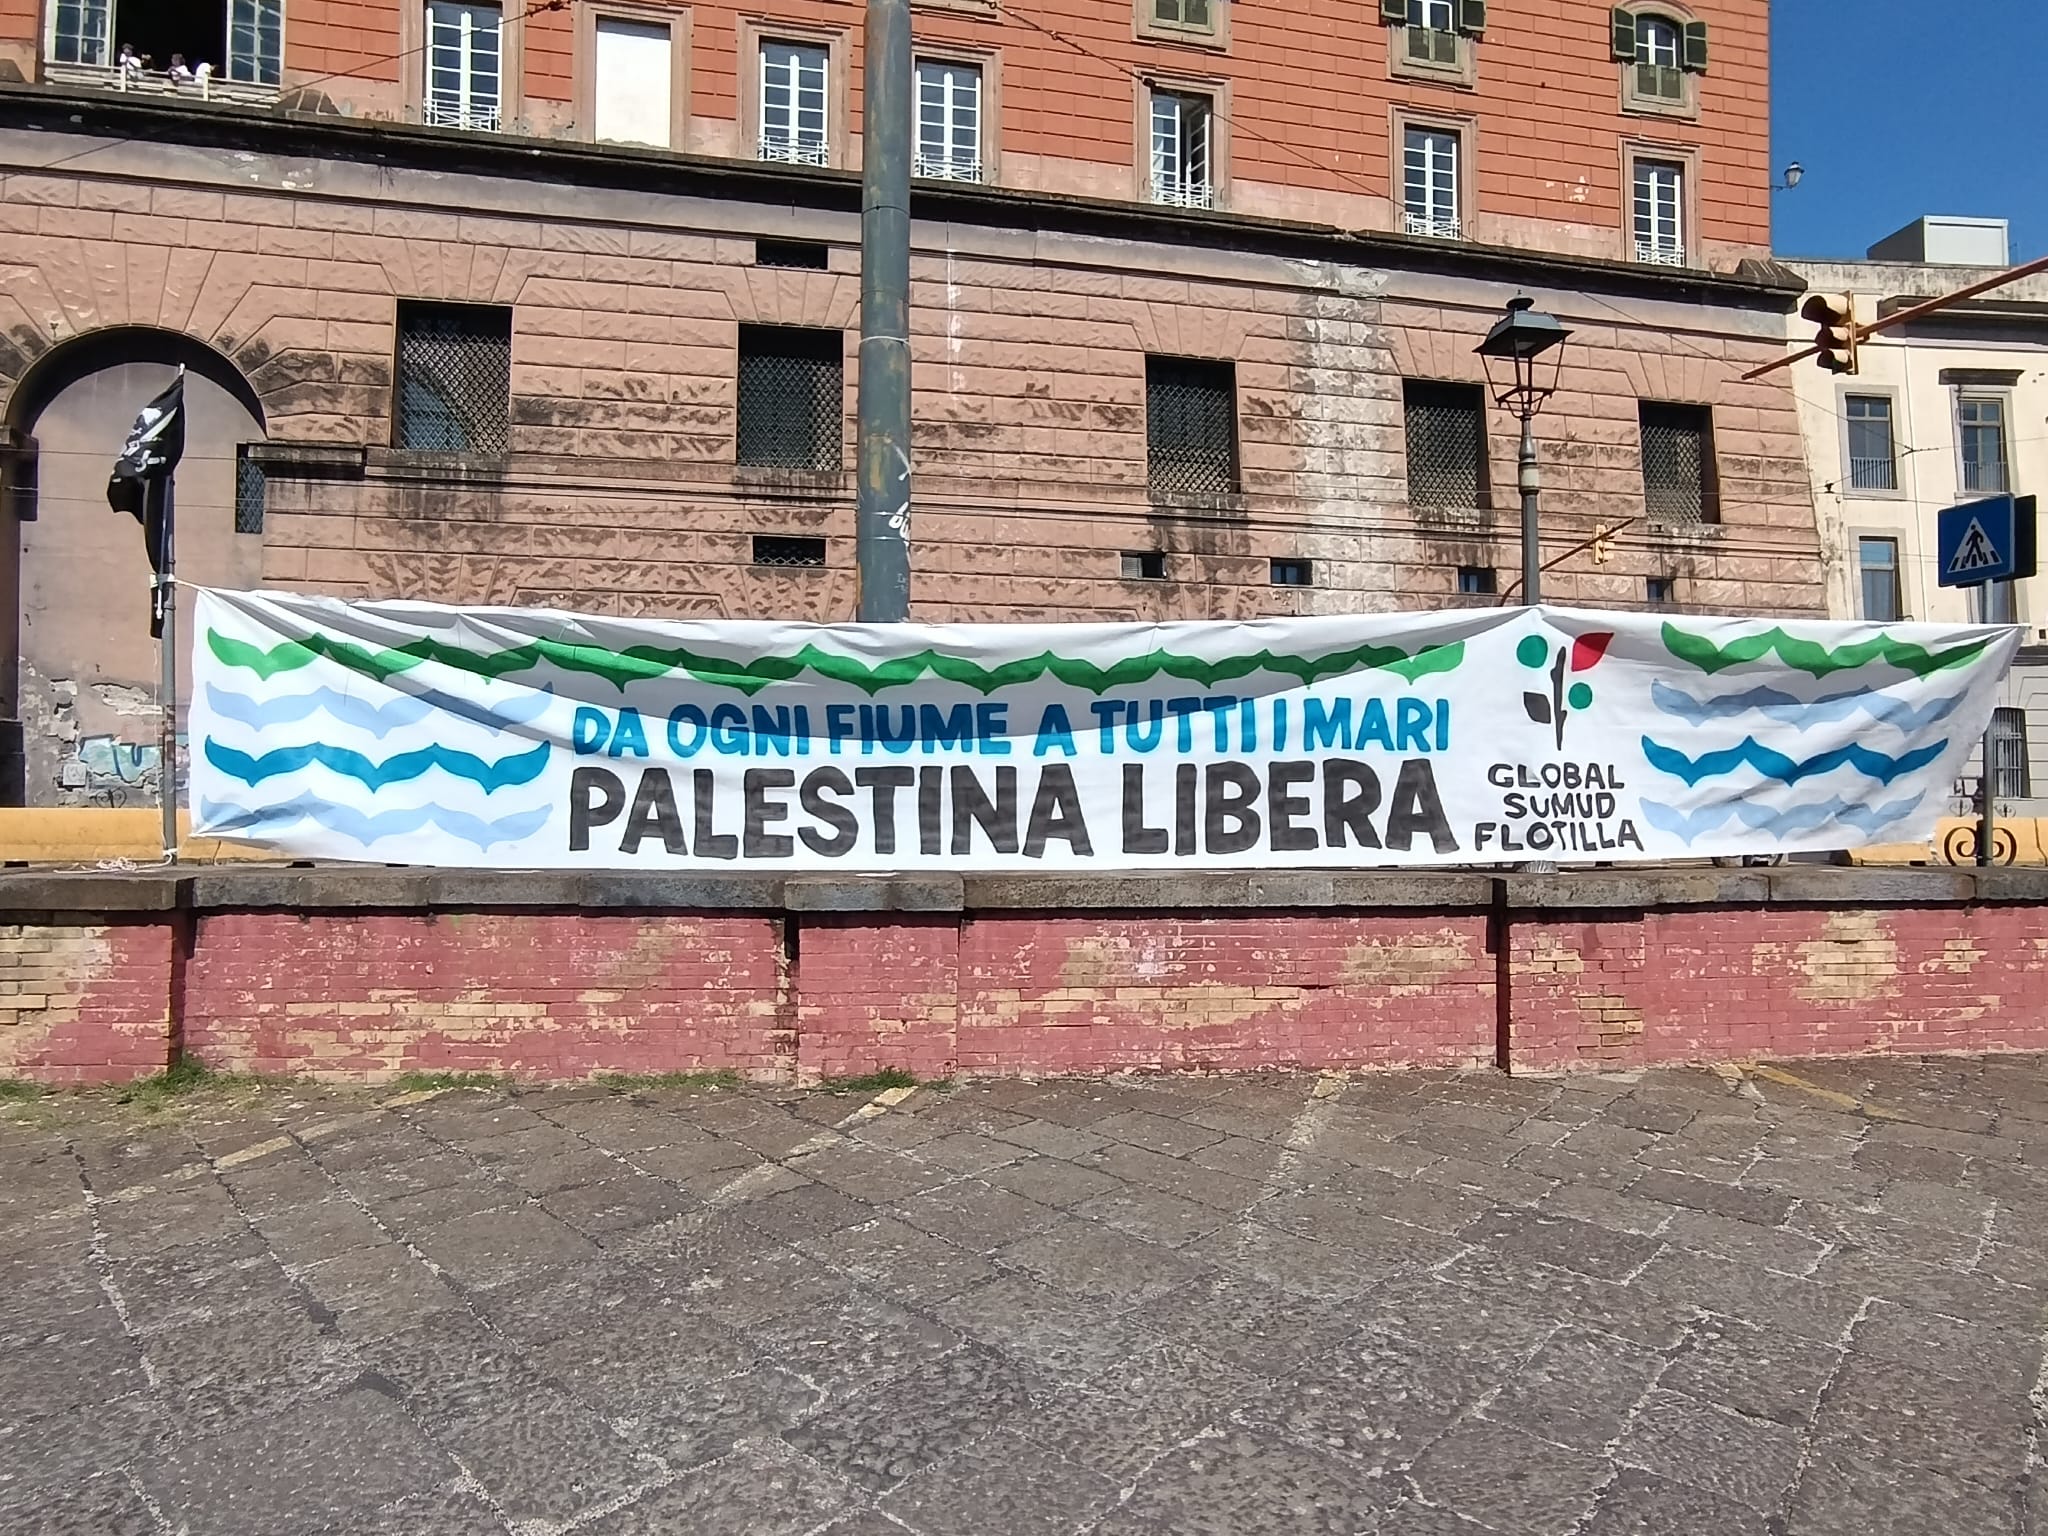 DA OGNI FIUME A TUTTI I MARI
PALESTINA LIBERA
GLOBAL
SUMUD
FLOTILLA